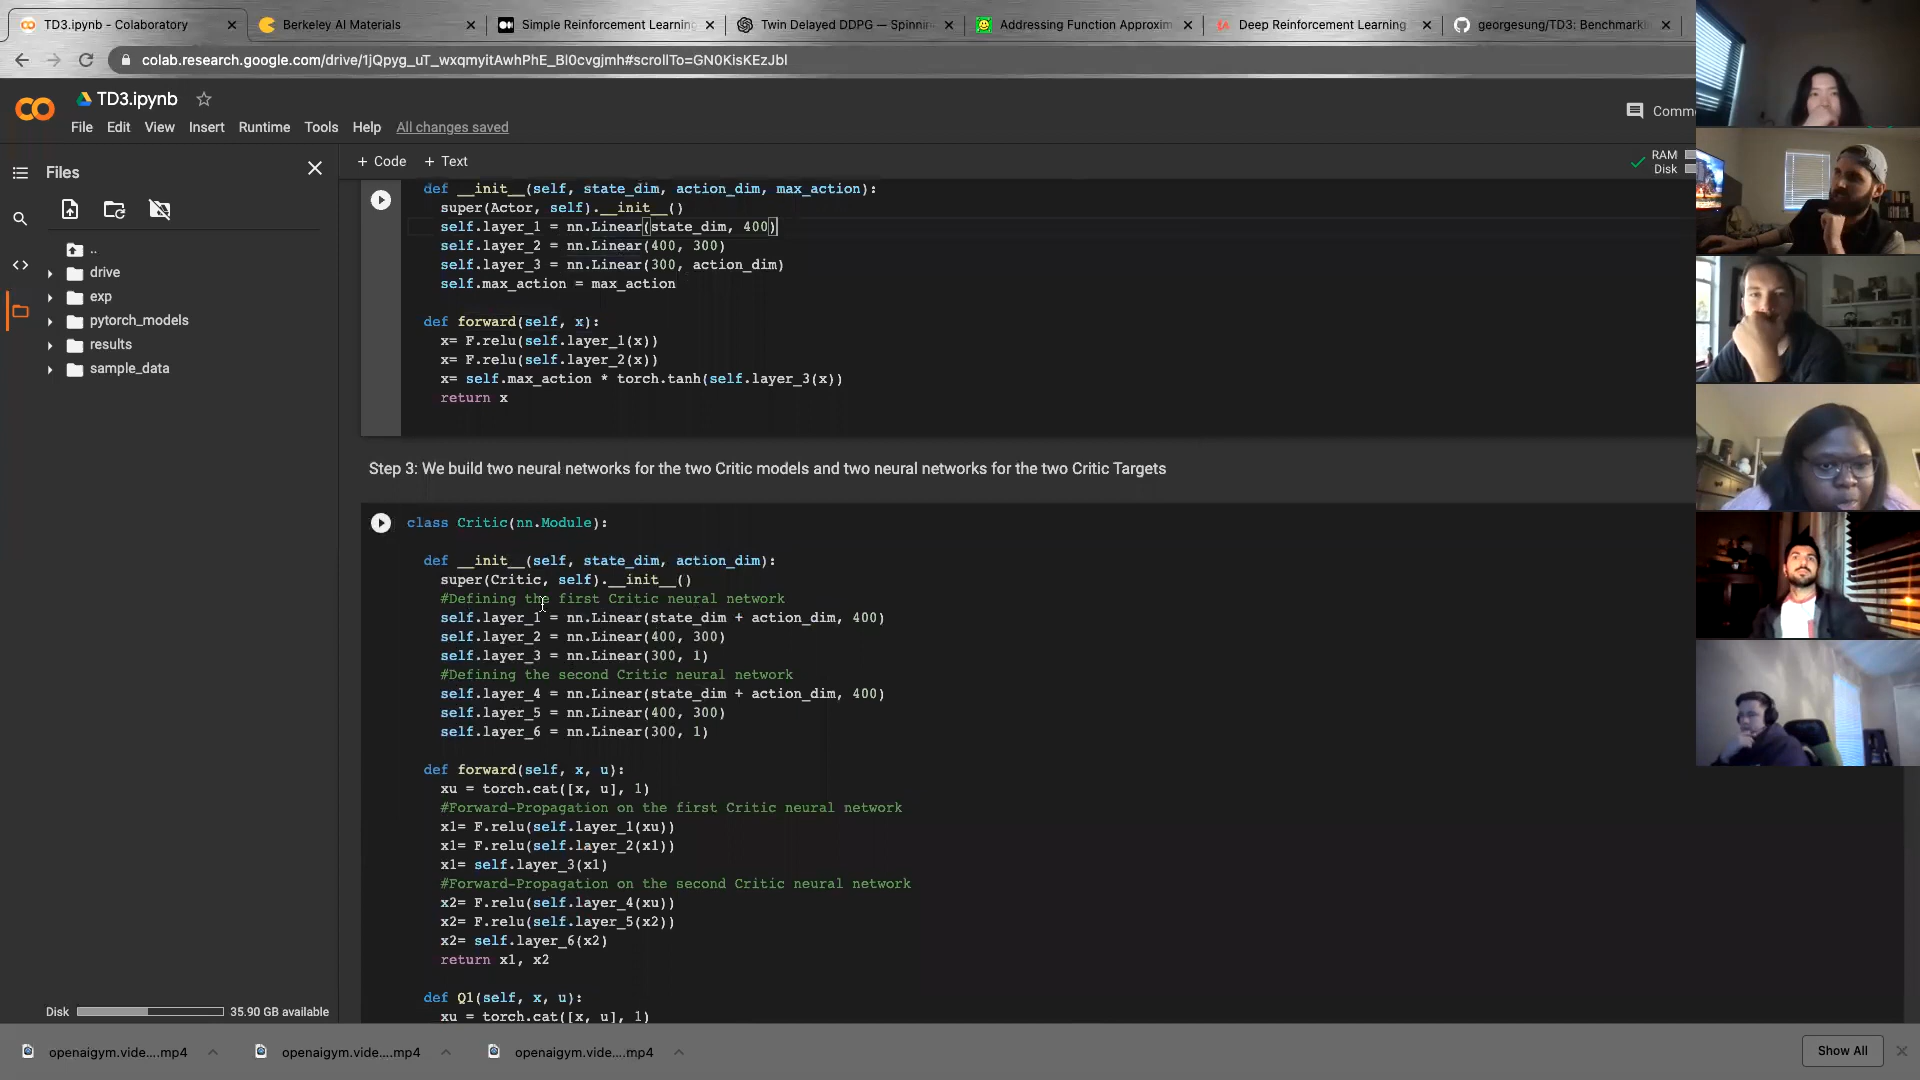 TD3.ipynb - Colaboratory
Berkeley AI Materials
Simple Reinforcement Learning
Twin Delayed DDPG — Spinnin
Addressing Function Approxim
Deep Reinforcement Learning
georgesung/TD3: Benchmarki
TD3.ipynb
File Edit View Insert Runtime Tools Help All changes saved
Comm
Files
+ Code + Text
RAM
Disk
..
drive
exp
pytorch_models
results
sample_data
def __init__(self, state_dim, action_dim, max_action):
super(Actor, self).__init__()
self.layer_1 = nn.Linear(state_dim, 400)
self.layer_2 = nn.Linear(400, 300)
self.layer_3 = nn.Linear(300, action_dim)
self.max_action = max_action
def forward(self, x):
x= F.relu(self.layer_1(x))
x= F.relu(self.layer_2(x))
x= self.max_action * torch.tanh(self.layer_3(x))
return x
Step 3: We build two neural networks for the two Critic models and two neural networks for the two Critic Targets
class Critic(nn.Module):
def __init__(self, state_dim, action_dim):
super(Critic, self).__init__()
#Defining the first Critic neural network
self.layer_1 = nn.Linear(state_dim + action_dim, 400)
self.layer_2 = nn.Linear(400, 300)
self.layer_3 = nn.Linear(300, 1)
#Defining the second Critic neural network
self.layer_4 = nn.Linear(state_dim + action_dim, 400)
self.layer_5 = nn.Linear(400, 300)
self.layer_6 = nn.Linear(300, 1)
def forward(self, x, u):
xu = torch.cat([x, u], 1)
#Forward-Propagation on the first Critic neural network
x1= F.relu(self.layer_1(xu))
x1= F.relu(self.layer_2(x1))
x1= self.layer_3(x1)
#Forward-Propagation on the second Critic neural network
x2= F.relu(self.layer_4(xu))
x2= F.relu(self.layer_5(x2))
x2= self.layer_6(x2)
return x1, x2
def Q1(self, x, u):
xu = torch.cat([x, u], 1)
Disk 35.90 GB available
openaigym.vide....mp4
openaigym.vide....mp4
openaigym.vide....mp4
Show All